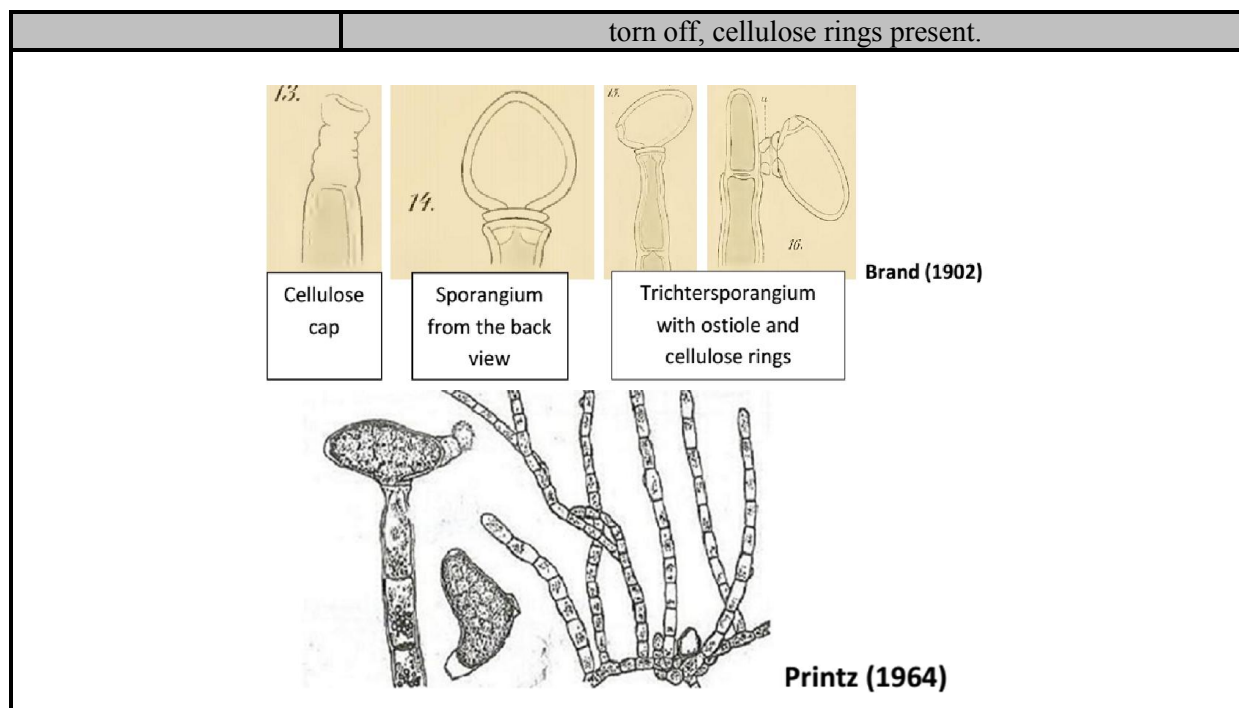 torn off, cellulose rings present.
13.
14.
15.
a
16.
Brand (1902)
Cellulose
cap
Sporangium
from the back
view
Trichtersporangium
with ostiole and
cellulose rings
Printz (1964)